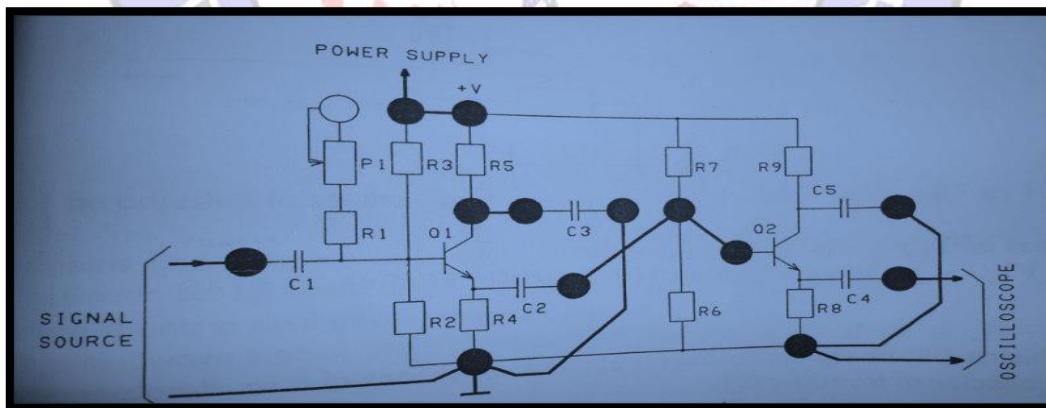 POWER SUPPLY
+V
P1
R3
R5
R7
R9
C5
R1
Q1
C3
Q2
C1
C2
C4
R2
R4
R6
R8
SIGNAL
SOURCE
OSCILLOSCOPE